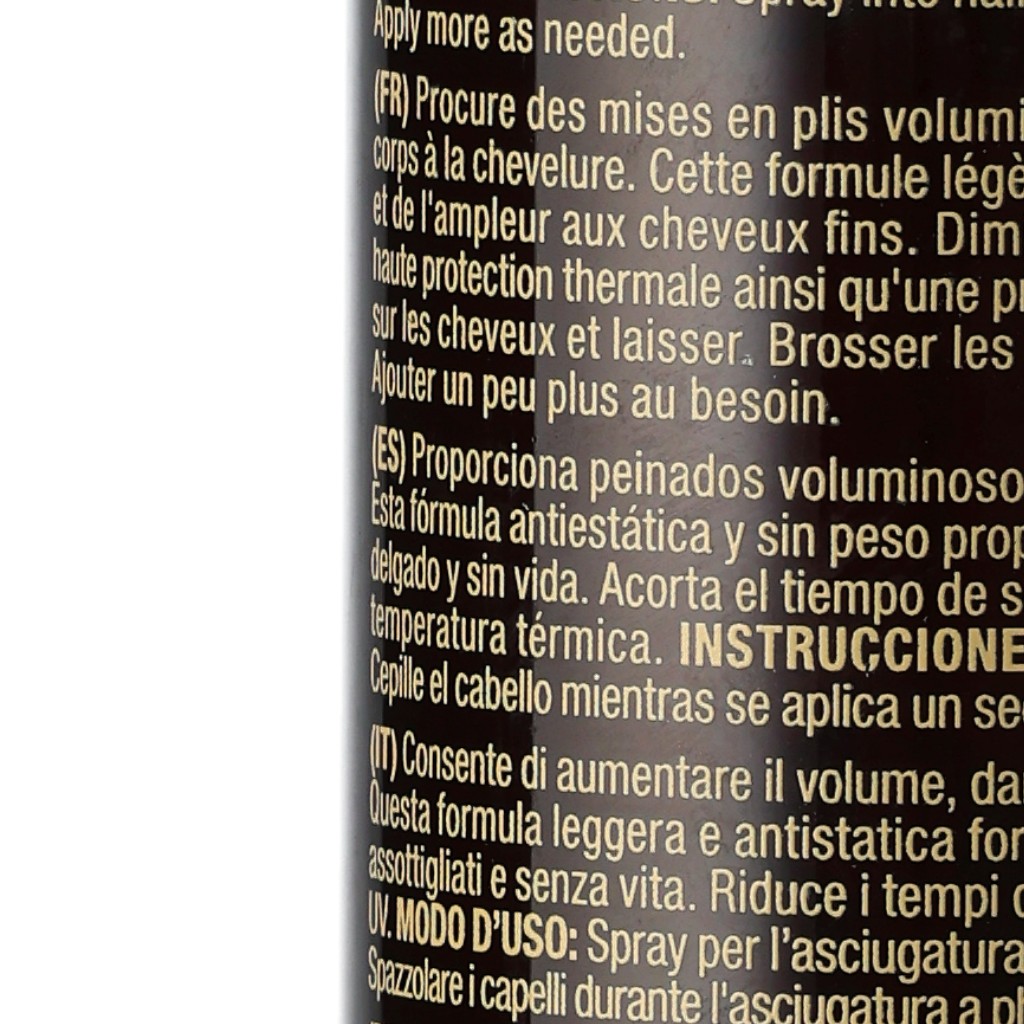 Spray into
Apply more as needed.
(FR) Procure des mises en plis volumi
corps à la chevelure. Cette formule légè
et de l'ampleur aux cheveux fins. Dim
haute protection thermale ainsi qu'une p
sur les cheveux et laisser. Brosser les
Ajouter un peu plus au besoin.
(ES) Proporciona peinados voluminoso
Esta fórmula antiestática y sin peso prop
delgado y sin vida. Acorta el tiempo de s
temperatura térmica. INSTRUCCIONE
Cepille el cabello mientras se aplica un se
(IT) Consente di aumentare il volume, da
Questa formula leggera e antistatica for
assottigliati e senza vita. Riduce i tempi
UV. MODO D'USO: Spray per l'asciugatura
Spazzolare i capelli durante l'asciugatura a